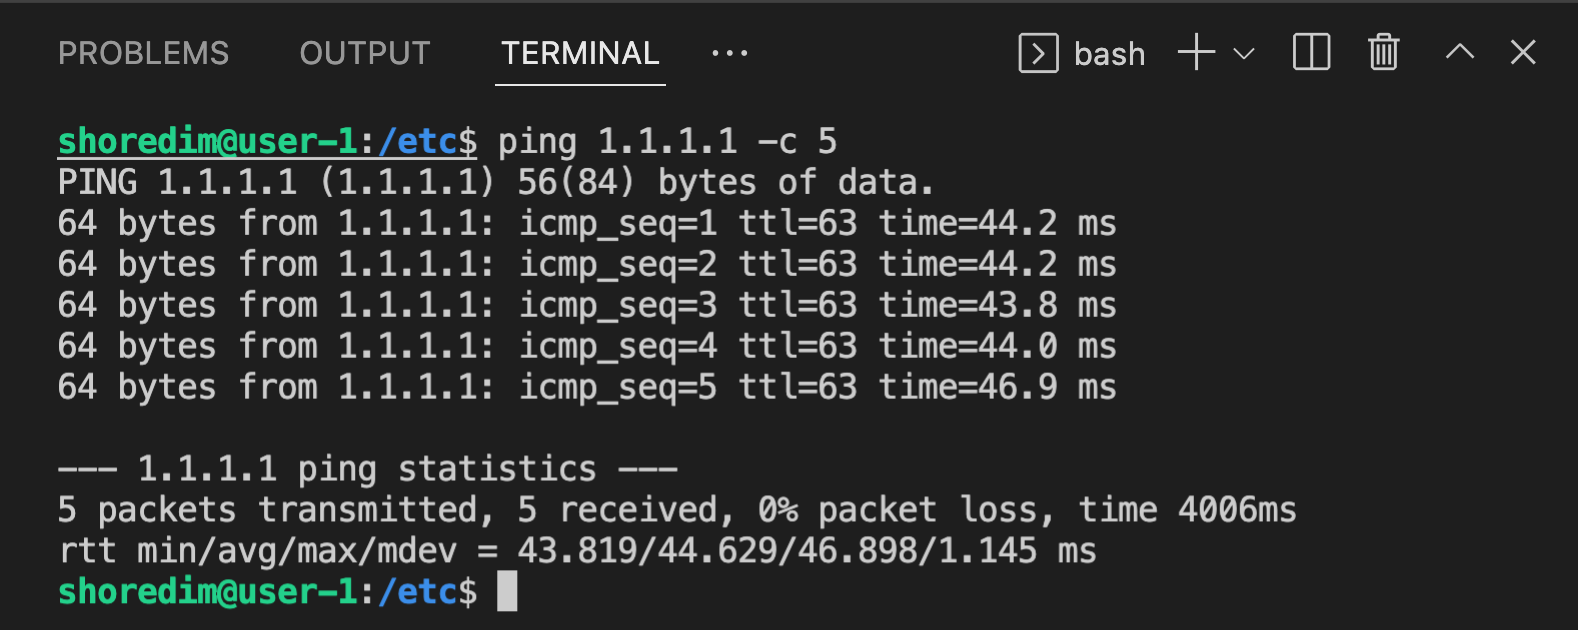 PROBLEMS OUTPUT TERMINAL ··· bash
shoredim@user-1:/etc$ ping 1.1.1.1 -c 5
PING 1.1.1.1 (1.1.1.1) 56(84) bytes of data.
64 bytes from 1.1.1.1: icmp_seq=1 ttl=63 time=44.2 ms
64 bytes from 1.1.1.1: icmp_seq=2 ttl=63 time=44.2 ms
64 bytes from 1.1.1.1: icmp_seq=3 ttl=63 time=43.8 ms
64 bytes from 1.1.1.1: icmp_seq=4 ttl=63 time=44.0 ms
64 bytes from 1.1.1.1: icmp_seq=5 ttl=63 time=46.9 ms
--- 1.1.1.1 ping statistics ---
5 packets transmitted, 5 received, 0% packet loss, time 4006ms
rtt min/avg/max/mdev = 43.819/44.629/46.898/1.145 ms
shoredim@user-1:/etc$